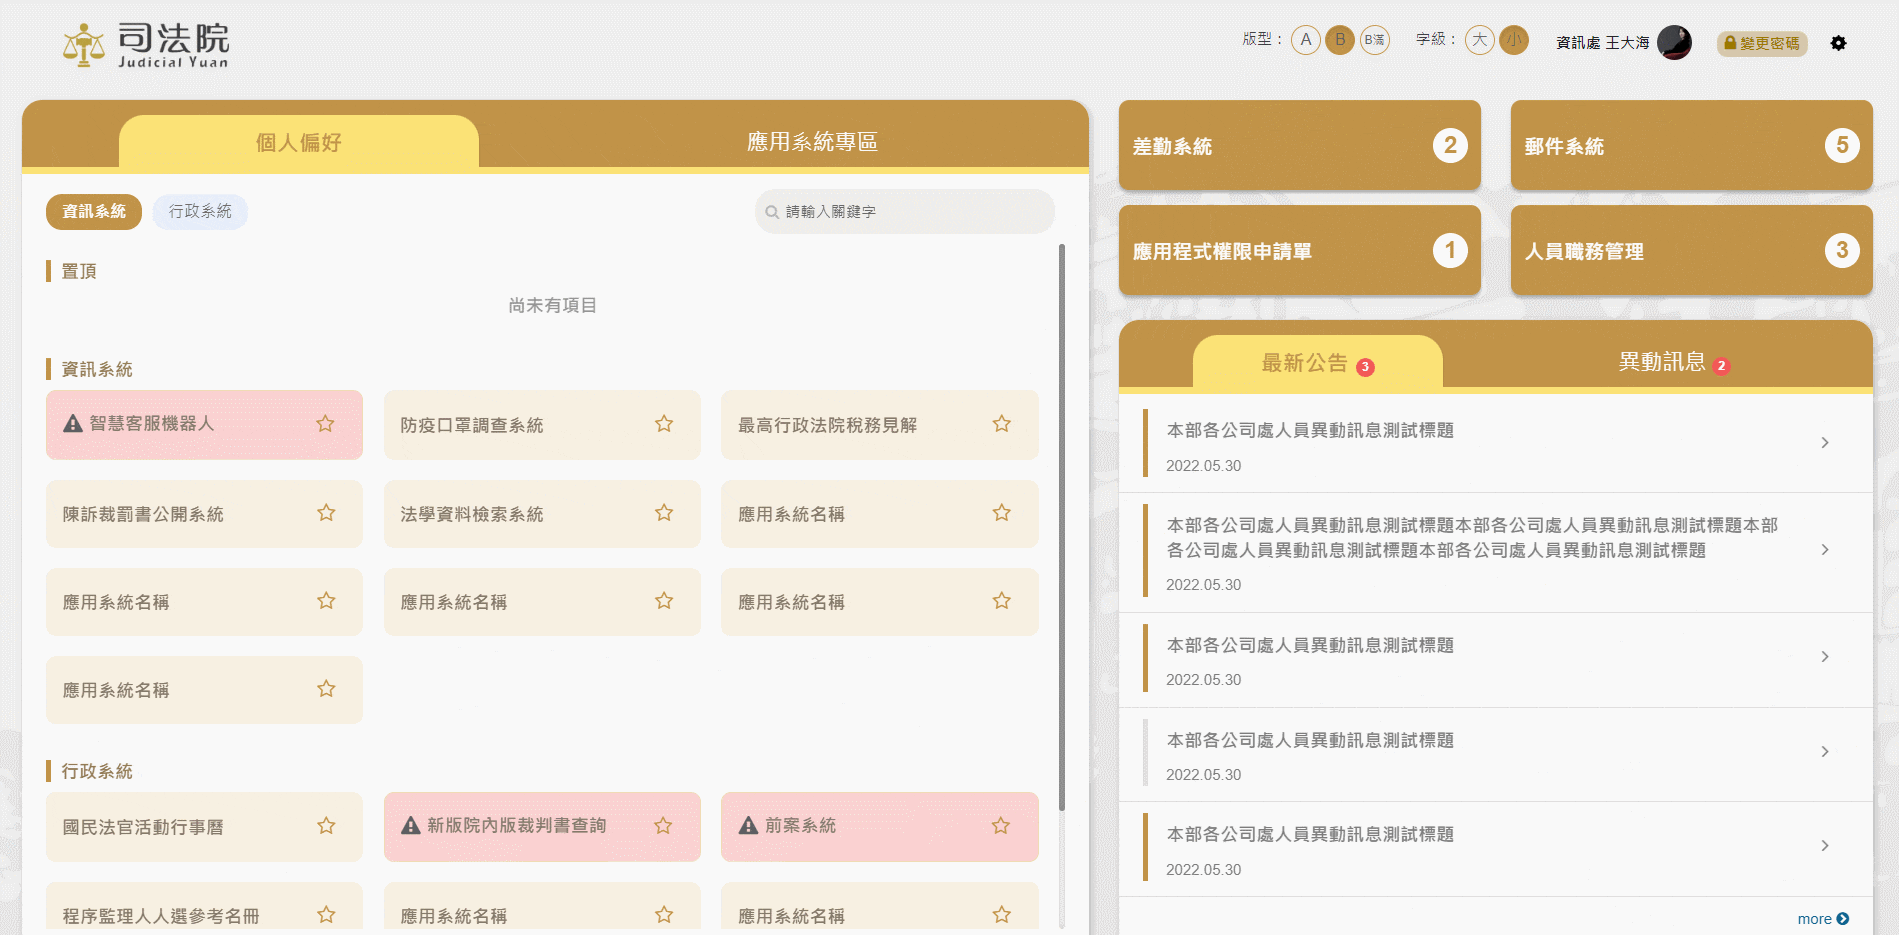 司法院
Judicial Yuan
版型：
A
B
B滿
字級：
大
小
資訊處 王大海
變更密碼
個人偏好
應用系統專區
資訊系統
行政系統
請輸入關鍵字
置頂
尚未有項目
資訊系統
智慧客服機器人
防疫口罩調查系統
最高行政法院稅務見解
陳訴裁罰書公開系統
法學資料檢索系統
應用系統名稱
應用系統名稱
應用系統名稱
應用系統名稱
應用系統名稱
行政系統
國民法官活動行事曆
新版院內版裁判書查詢
前案系統
程序監理人人選參考名冊
應用系統名稱
應用系統名稱
差勤系統
2
郵件系統
5
應用程式權限申請單
1
人員職務管理
3
最新公告
3
異動訊息
2
本部各公司處人員異動訊息測試標題
2022.05.30
本部各公司處人員異動訊息測試標題本部各公司處人員異動訊息測試標題本部
各公司處人員異動訊息測試標題本部各公司處人員異動訊息測試標題
2022.05.30
本部各公司處人員異動訊息測試標題
2022.05.30
本部各公司處人員異動訊息測試標題
2022.05.30
本部各公司處人員異動訊息測試標題
2022.05.30
more